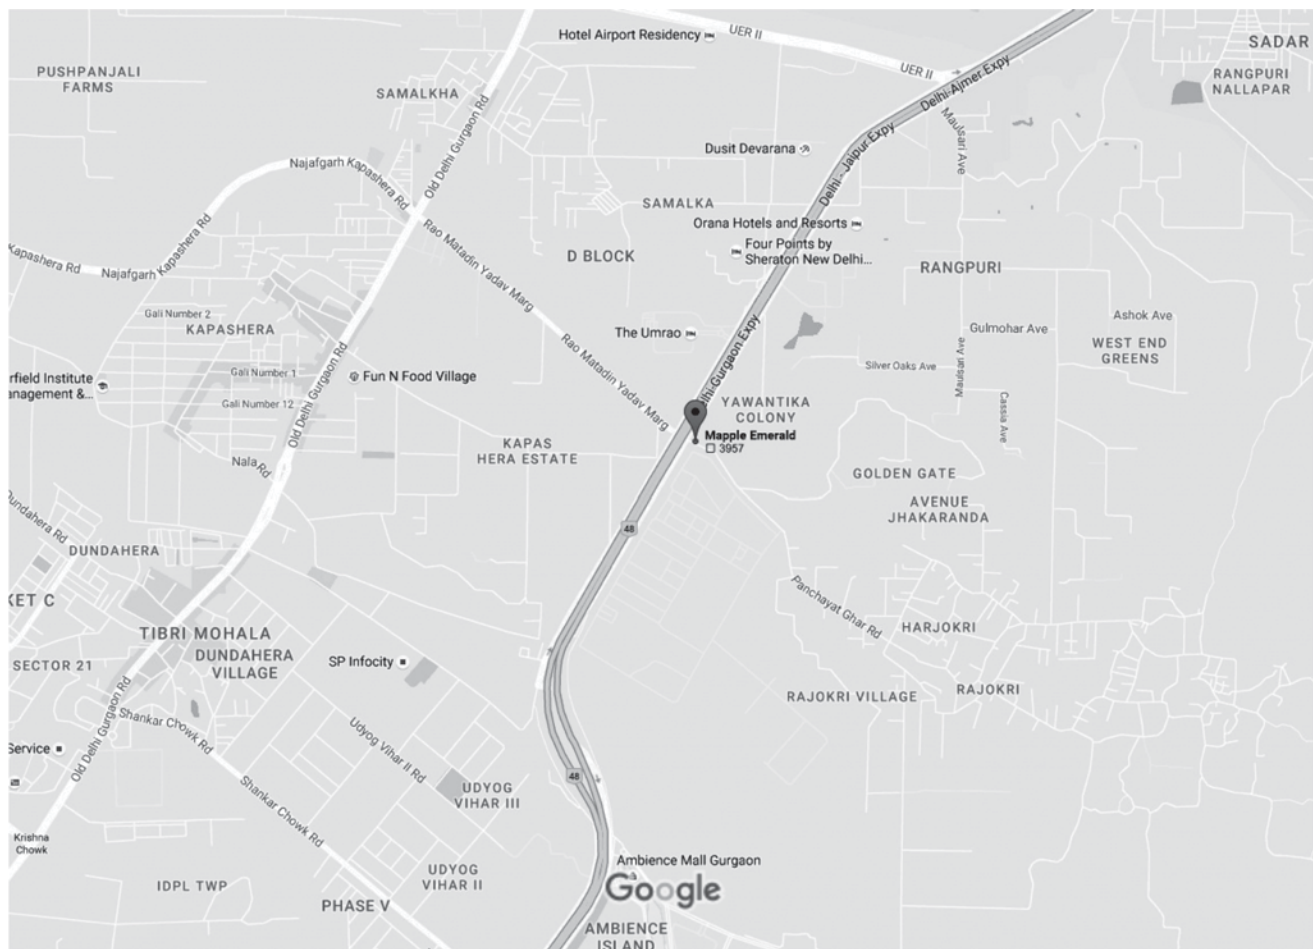 Hotel Airport Residency
UER II
UER II
SADAR
PUSHPANJALI
FARMS
RANGPURI
NALLAPAR
SAMALKHA
Delhi-Ajmer Expy
Old Delhi Gurgaon Rd
Maulsari Ave
Dusit Devarana
Delhi - Jaipur Expy
Najafgarh Kapashera Rd
SAMALKA
Orana Hotels and Resorts
Rao Matadin Yadav Marg
Four Points by
Sheraton New Delhi...
D BLOCK
Kapashera Rd
Najafgarh Kapashera Rd
RANGPURI
Gali Number 2
KAPASHERA
The Umrao
Rao Matadin Yadav Marg
Gurgaon Expy
Gulmohar Ave
Ashok Ave
WEST END
GREENS
Silver Oaks Ave
Maulsari Ave
Gali Number 1
Fun N Food Village
rfield Institute
anagement &...
Gali Number 12
Old Delhi Gurgaon Rd
YAWANTIKA
COLONY
Cassia Ave
Mapple Emerald
3957
KAPAS
HERA ESTATE
Nala Rd
GOLDEN GATE
AVENUE
JHAKARANDA
Dundahera Rd
48
DUNDAHERA
KET C
Panchayat Ghar Rd
HARJOKRI
TIBRI MOHALA
DUNDAHERA
VILLAGE
SECTOR 21
SP Infocity
RAJOKRI VILLAGE
RAJOKRI
Old Delhi Gurgaon Rd
Shankar Chowk Rd
Service
Udyog Vihar II Rd
48
UDYOG
VIHAR III
Shankar Chowk Rd
Krishna
Chowk
Ambience Mall Gurgaon
UDYOG
VIHAR II
Google
IDPL TWP
PHASE V
AMBIENCE
ISLAND